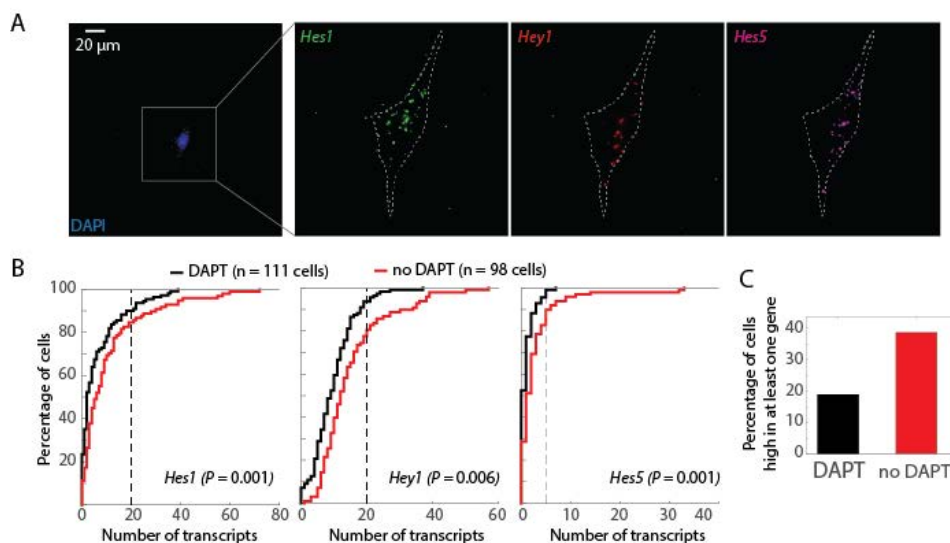 A
20 µm
Hes1
Hey1
Hes5
DAPI
B
DAPT (n = 111 cells)
no DAPT (n = 98 cells)
Percentage of cells
100
80
60
40
20
Hes1 (P = 0.001)
0 20 40 60 80
Number of transcripts
Hey1 (P = 0.006)
0 20 40 60
Number of transcripts
Hes5 (P = 0.001)
0 10 20 30 40
Number of transcripts
C
Percentage of cells
high in at least one gene
40
30
20
10
0
DAPT
no DAPT